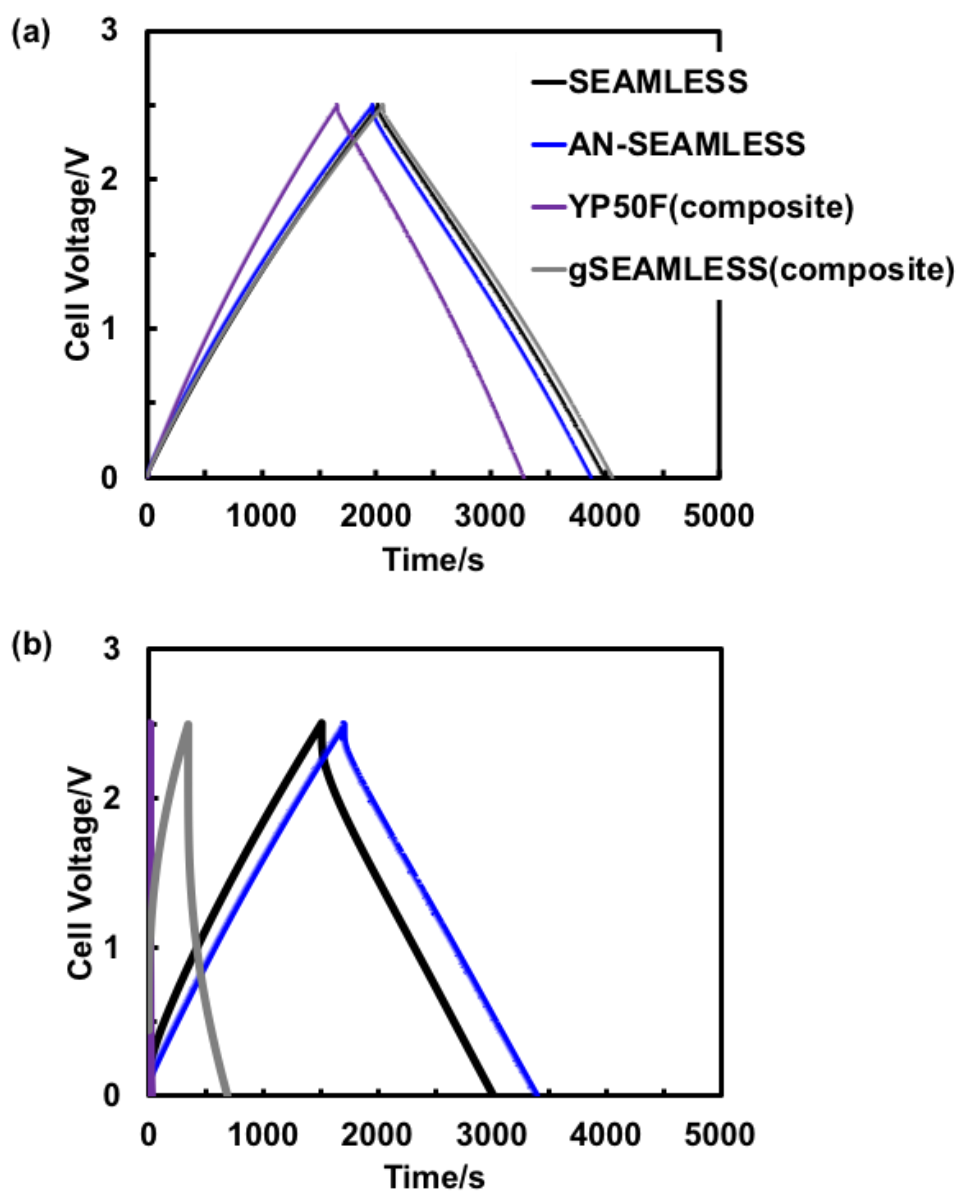 (a)
3
2
1
0
Cell Voltage/V
SEAMLESS
AN-SEAMLESS
YP50F(composite)
gSEAMLESS(composite)
0 1000 2000 3000 4000 5000
Time/s
(b)
3
2
1
0
Cell Voltage/V
0 1000 2000 3000 4000 5000
Time/s